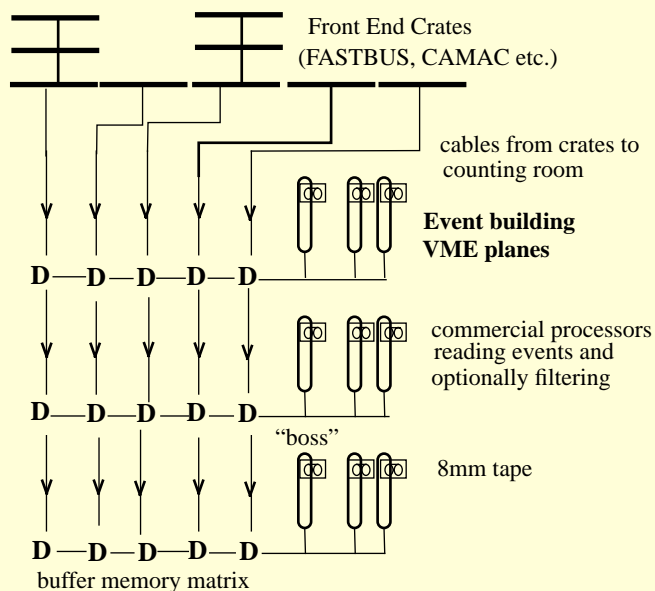 Front End Crates
(FASTBUS, CAMAC etc.)
cables from crates to
counting room
Event building
VME planes
D D D D D
commercial processors
reading events and
optionally filtering
D D D D D
“boss”
8mm tape
D D D D D
buffer memory matrix